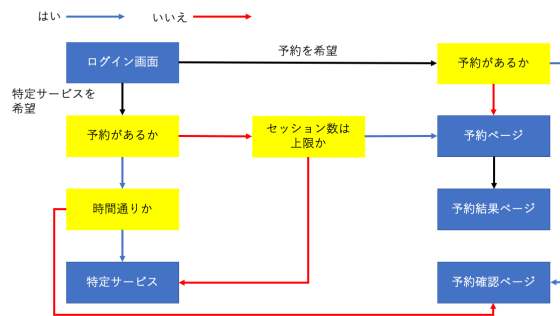 はい
いいえ
ログイン画面
予約を希望
予約があるか
特定サービスを
希望
予約があるか
セッション数は
上限か
予約ページ
時間通りか
予約結果ページ
特定サービス
予約確認ページ